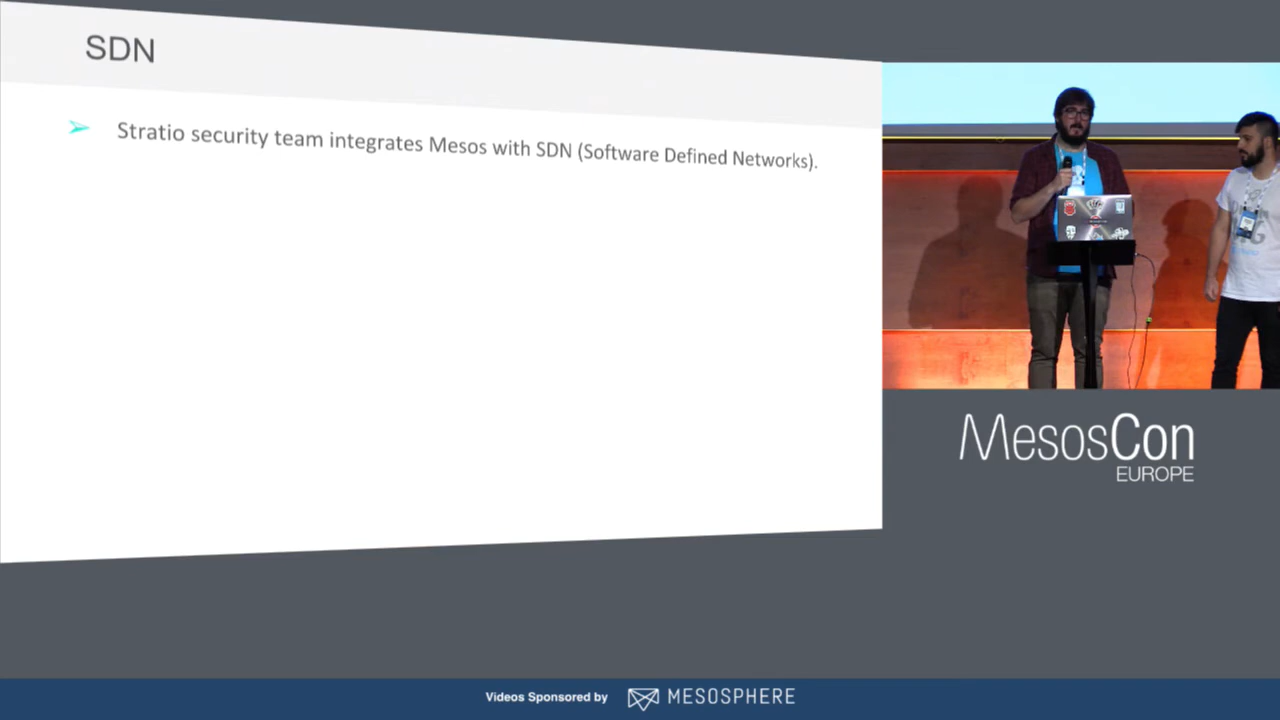 SDN
Stratio security team integrates Mesos with SDN (Software Defined Networks).
MesosCon
EUROPE
Videos Sponsored by MESOSPHERE